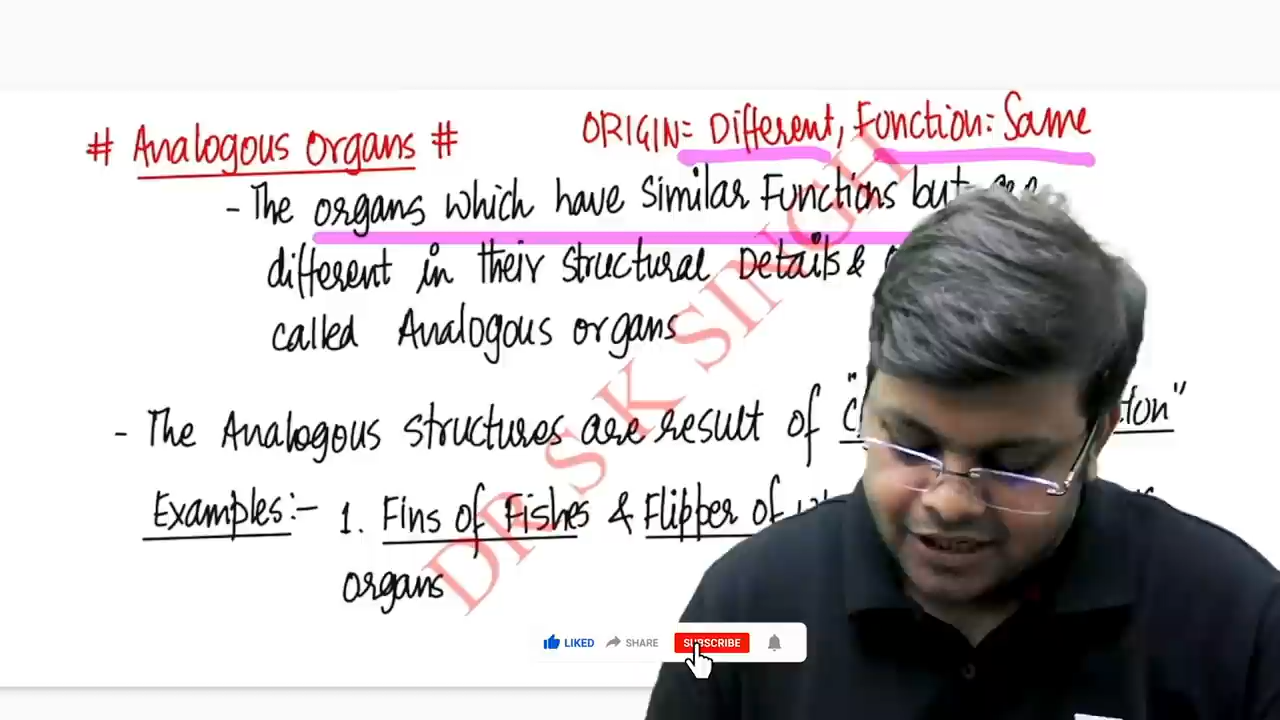 # Analogous Organs #
ORIGIN= Different, Function: Same
- The organs which have Similar Functions but are
different in their structural Details &
called Analogous organs
- The Analogous structures are result of "
Examples:- 1. Fins of Fishes & Flipper of
organs
DR S K SINGH
LIKED SHARE SUBSCRIBE